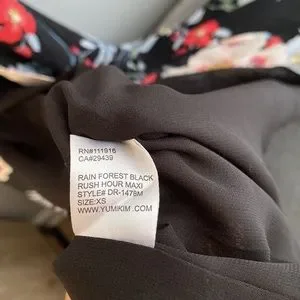 RN#111916
CA#29439
RAIN FOREST BLACK
RUSH HOUR MAXI
STYLE# DR-1478M
SIZE:XS
WWW.YUMIKIM.COM